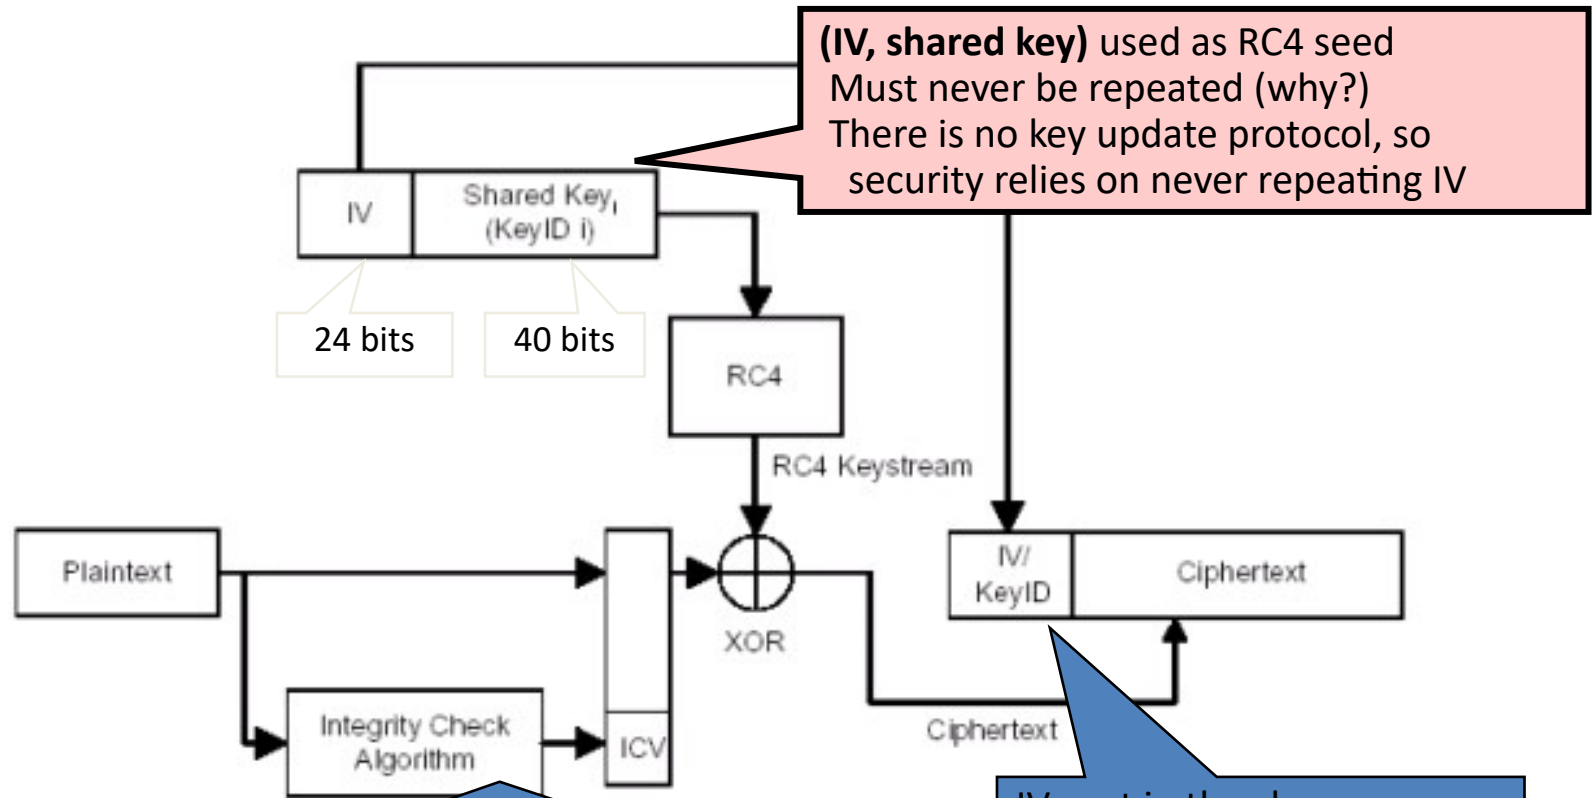 (IV, shared key) used as RC4 seed
Must never be repeated (why?)
There is no key update protocol, so
security relies on never repeating IV
IV
Shared Keyi
(KeyID i)
24 bits
40 bits
RC4
RC4 Keystream
Plaintext
IV/
KeyID
Ciphertext
XOR
Integrity Check
Algorithm
ICV
Ciphertext